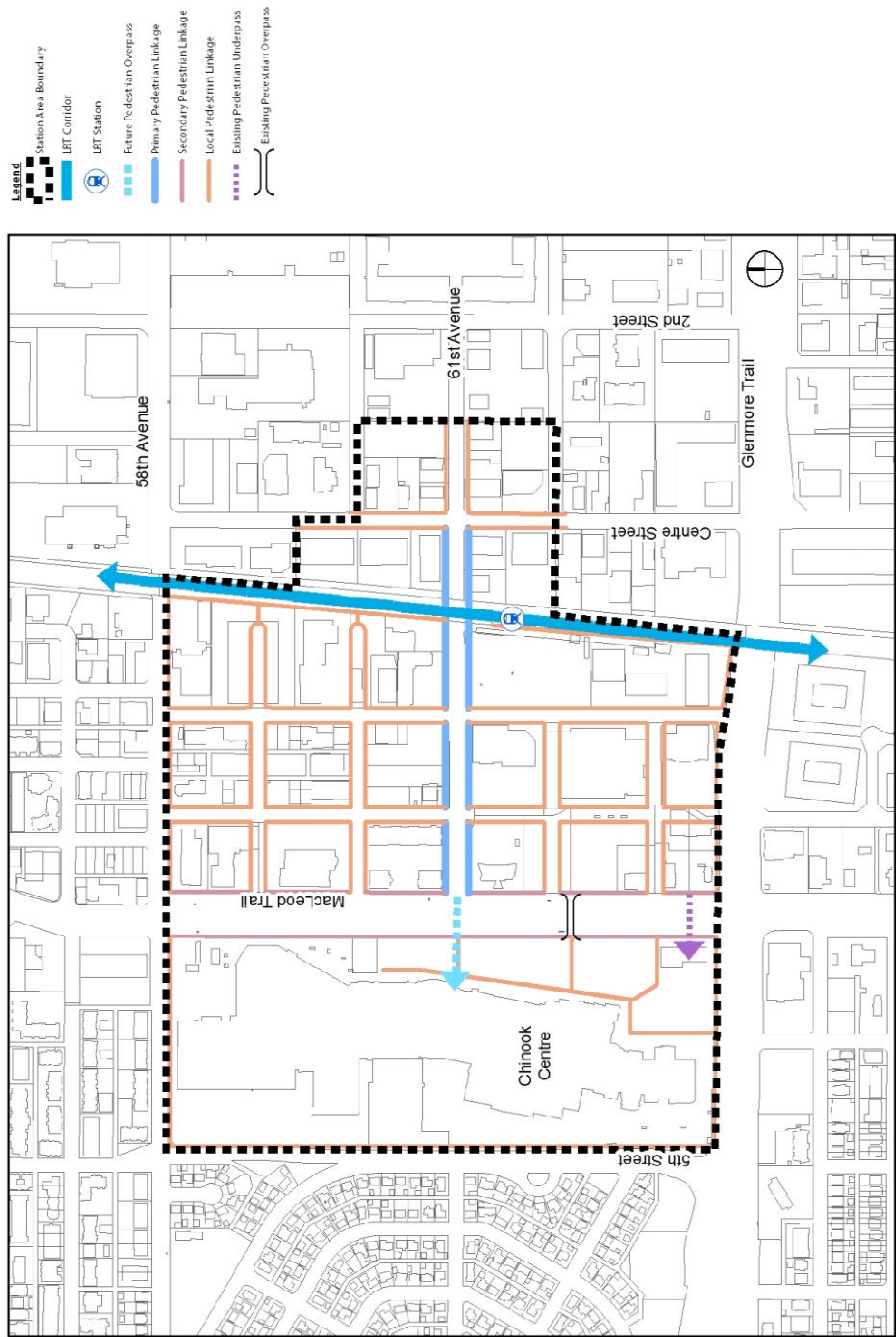 Legend
Station Area Boundary
LRT Corridor
LRT Station
Future Pedestrian Overpass
Primary Pedestrian Linkage
Secondary Pedestrian Linkage
Local Pedestrian Linkage
Existing Pedestrian Underpass
Existing Pedestrian Overpass
58th Avenue
61st Avenue
2nd Street
Glenmore Trail
Centre Street
MacLeod Trail
Chinook
Centre
5th Street